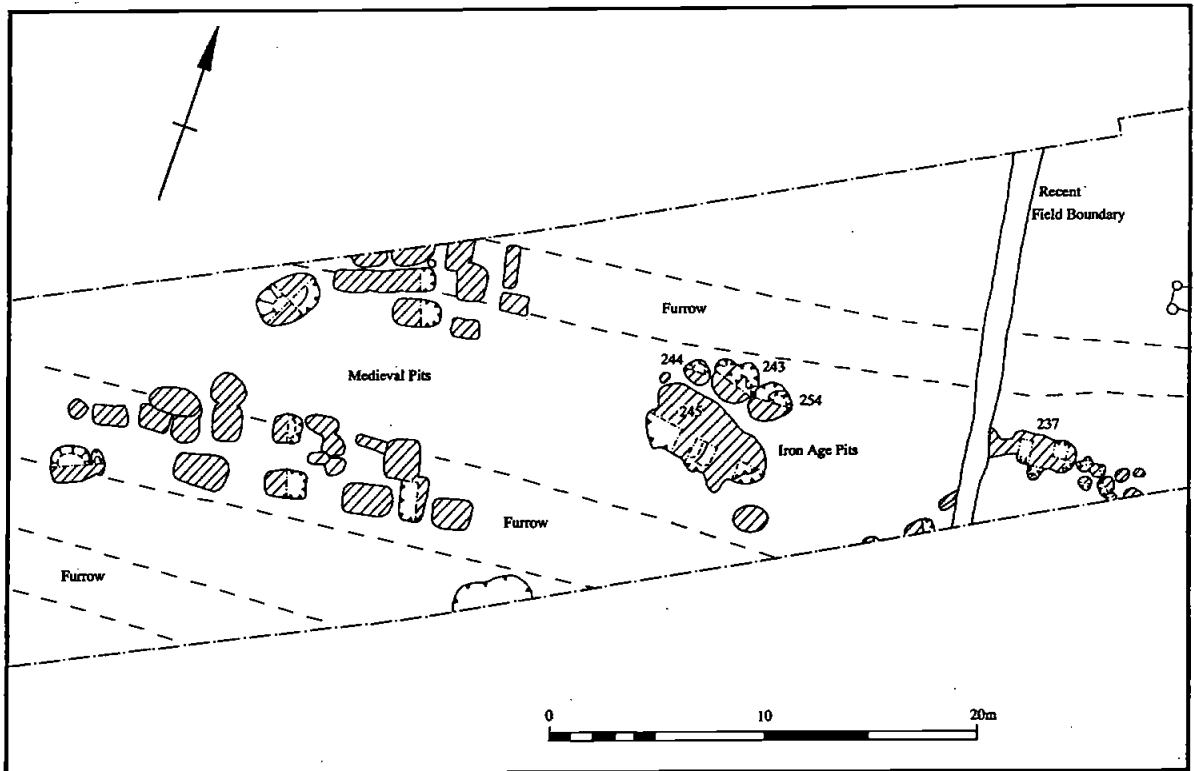 Recent
Field Boundary
Furrow
Medieval Pits
244
243
254
245
237
Iron Age Pits
Furrow
Furrow
0 10 20m